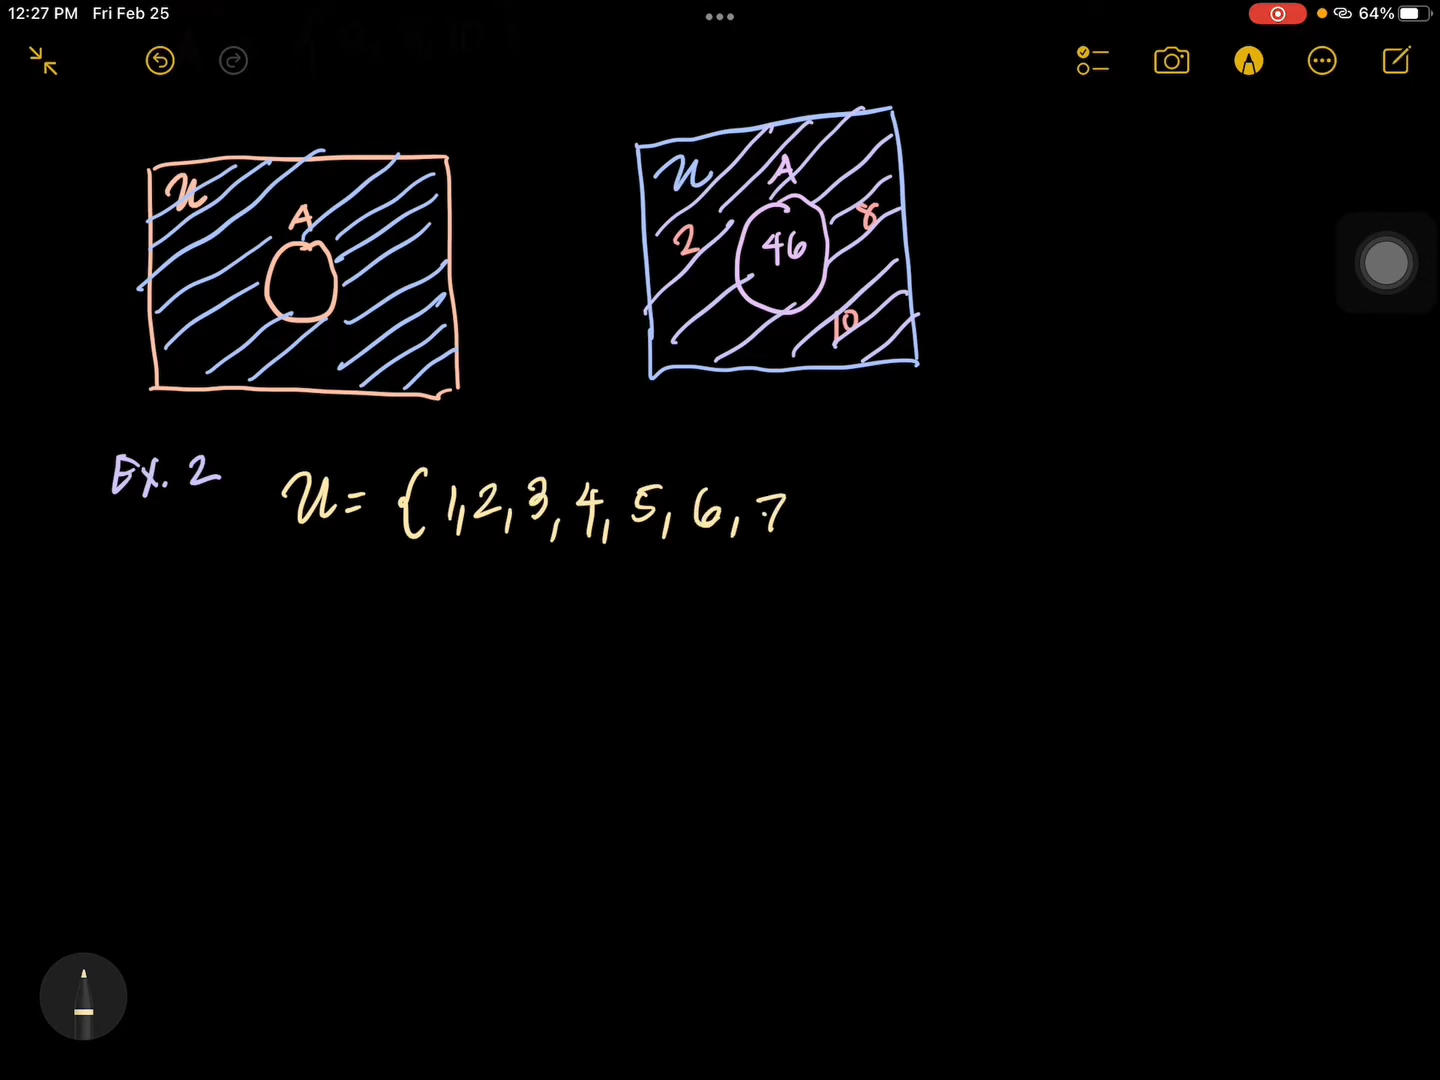 12:27 PM Fri Feb 25
64%
U
A
U
A
2
46
8
10
Ex. 2 U = { 1, 2, 3, 4, 5, 6, 7